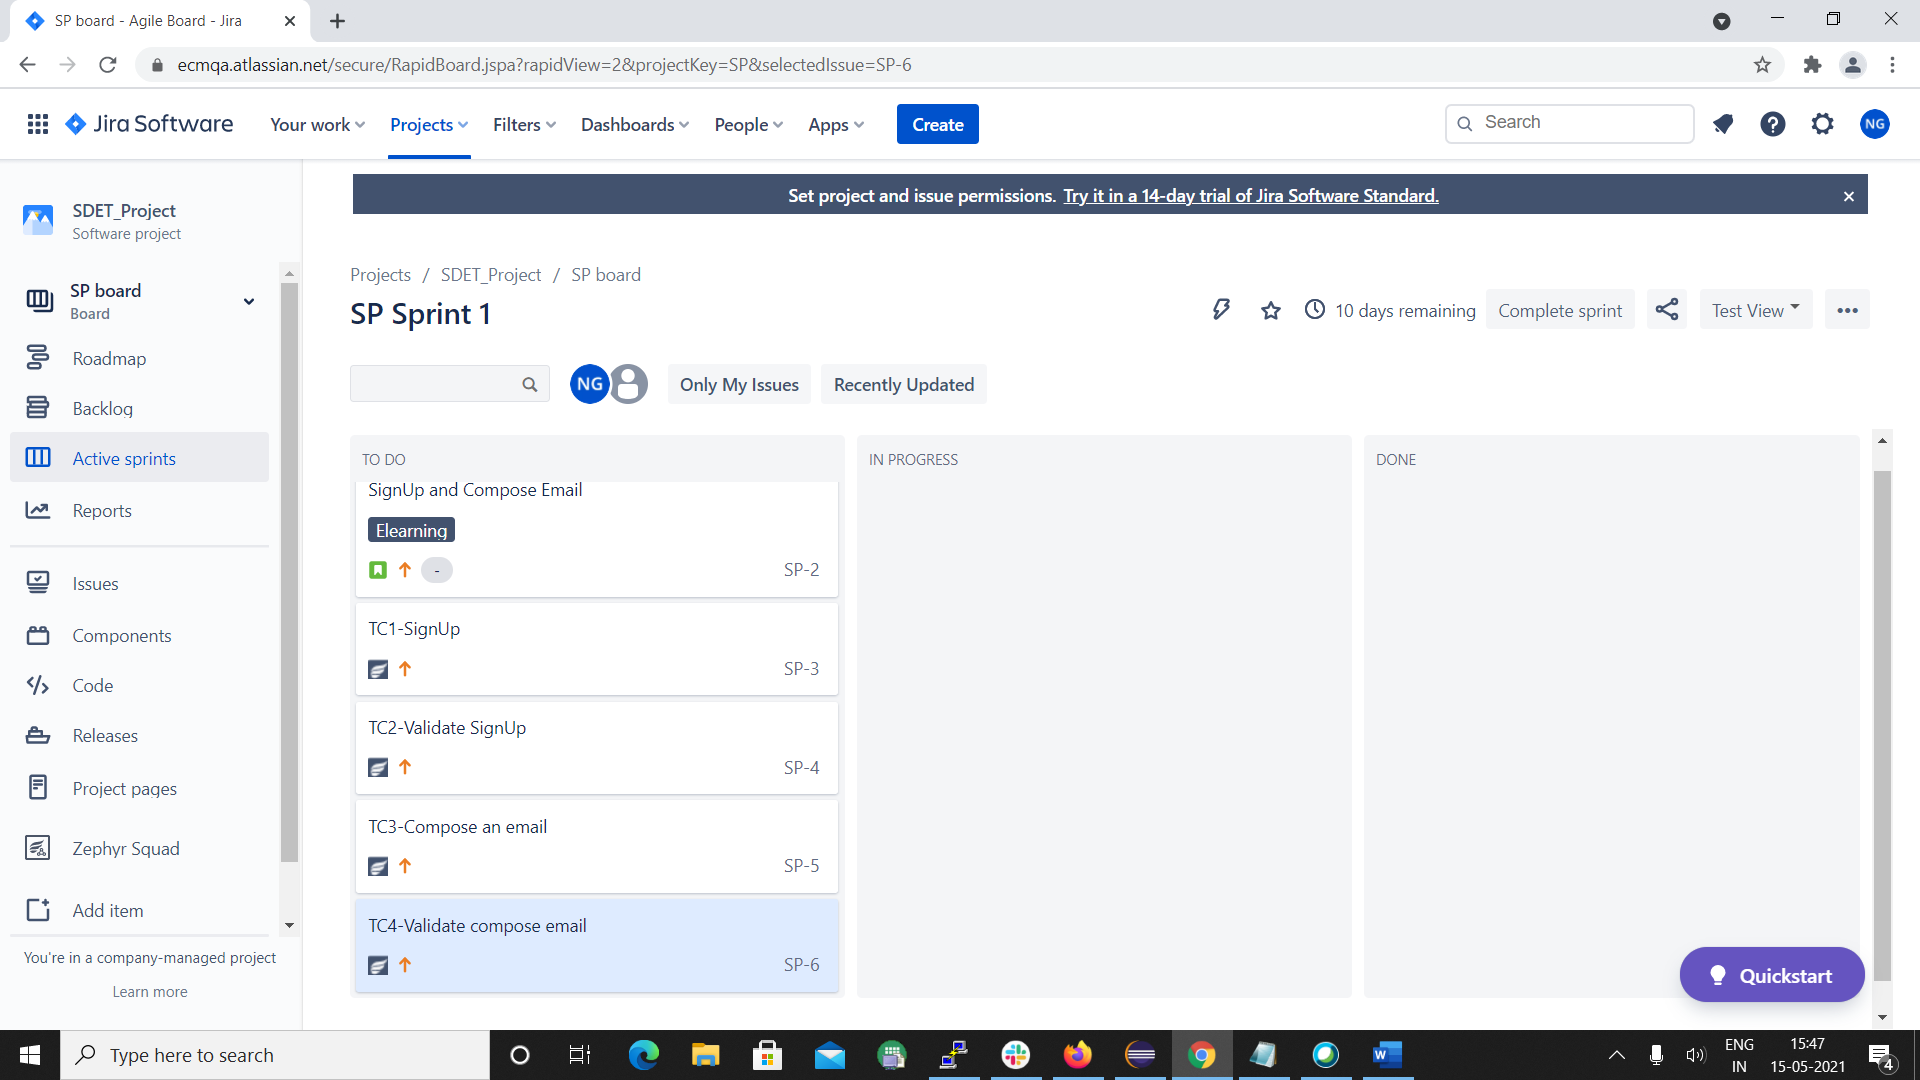 SP board - Agile Board - Jira
ecmqa.atlassian.net/secure/RapidBoard.jspa?rapidView=2&projectKey=SP&selectedIssue=SP-6
Jira Software
Your work
Projects
Filters
Dashboards
People
Apps
Create
Search
NG
SDET_Project
Software project
SP board
Board
Roadmap
Backlog
Active sprints
Reports
Issues
Components
Code
Releases
Project pages
Zephyr Squad
Add item
You're in a company-managed project
Learn more
Set project and issue permissions. Try it in a 14-day trial of Jira Software Standard.
Projects / SDET_Project / SP board
SP Sprint 1
10 days remaining
Complete sprint
Test View
NG
Only My Issues
Recently Updated
TO DO
SignUp and Compose Email
Elearning
-
SP-2
TC1-SignUp
SP-3
TC2-Validate SignUp
SP-4
TC3-Compose an email
SP-5
TC4-Validate compose email
SP-6
IN PROGRESS
DONE
Quickstart
Type here to search
ENG
IN
15:47
15-05-2021
4